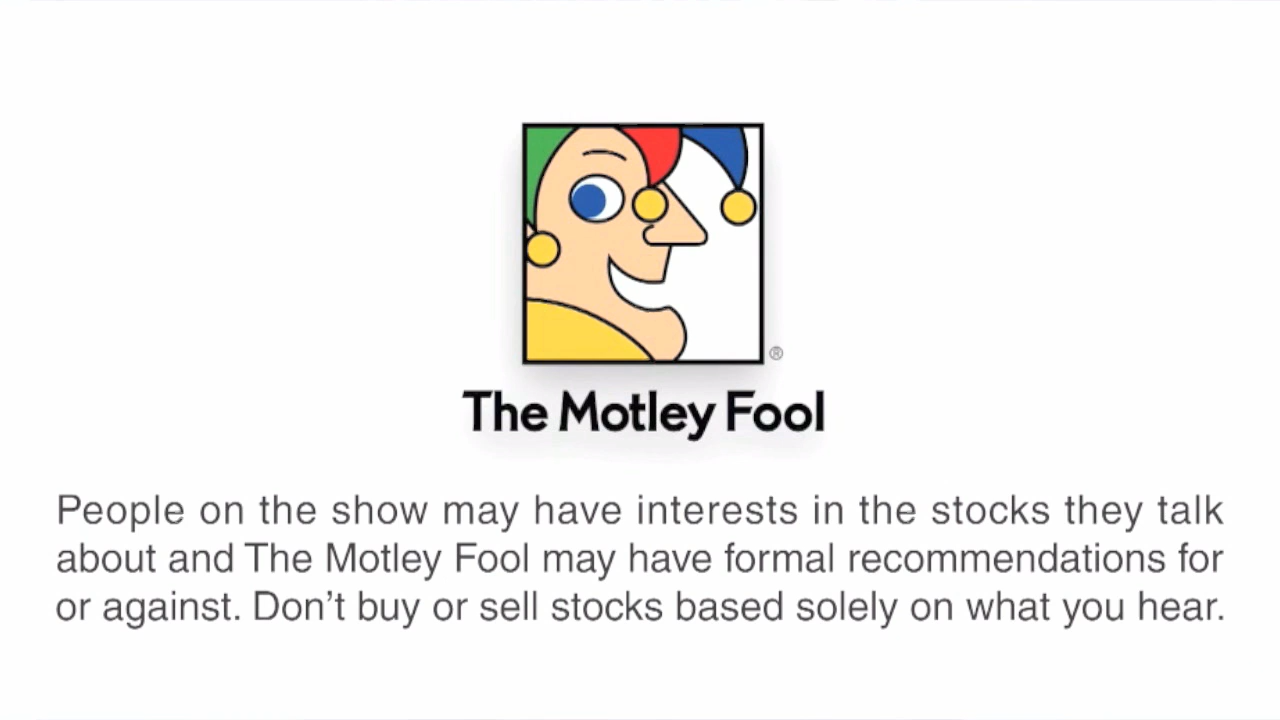 ®
The Motley Fool
People on the show may have interests in the stocks they talk
about and The Motley Fool may have formal recommendations for
or against. Don’t buy or sell stocks based solely on what you hear.